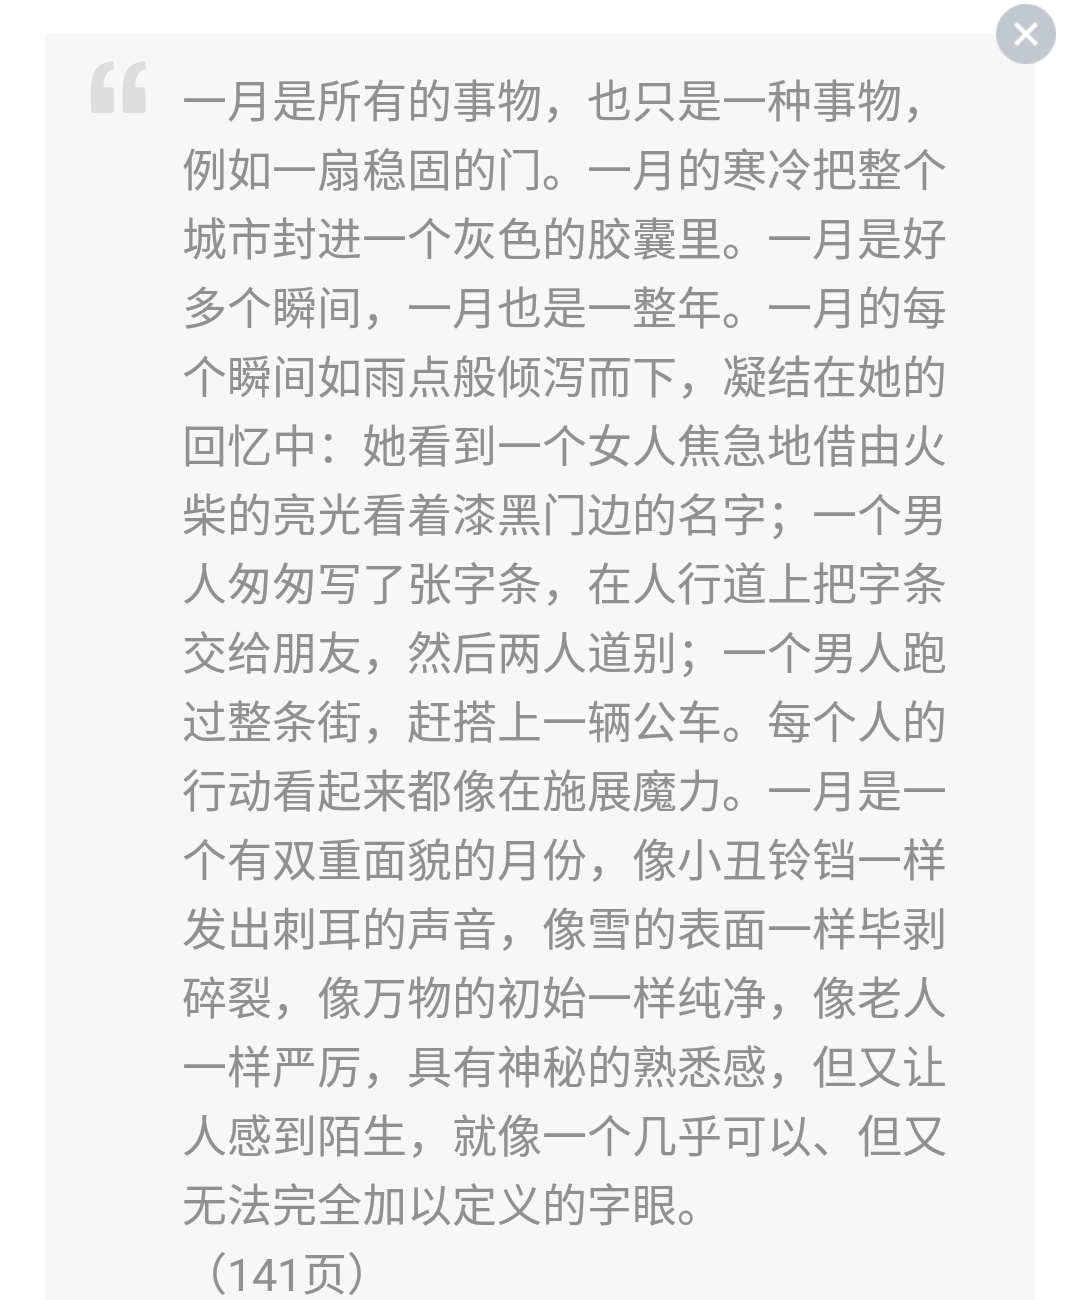 一月是所有的事物，也只是一种事物，
例如一扇稳固的门。一月的寒冷把整个
城市封进一个灰色的胶囊里。一月是好
多个瞬间，一月也是一整年。一月的每
个瞬间如雨点般倾泻而下，凝结在她的
回忆中：她看到一个女人焦急地借由火
柴的亮光看着漆黑门边的名字；一个男
人匆匆写了张字条，在人行道上把字条
交给朋友，然后两人道别；一个男人跑
过整条街，赶搭上一辆公车。每个人的
行动看起来都像在施展魔力。一月是一
个有双重面貌的月份，像小丑铃铛一样
发出刺耳的声音，像雪的表面一样毕剥
碎裂，像万物的初始一样纯净，像老人
一样严厉，具有神秘的熟悉感，但又让
人感到陌生，就像一个几乎可以、但又
无法完全加以定义的字眼。
（141页）